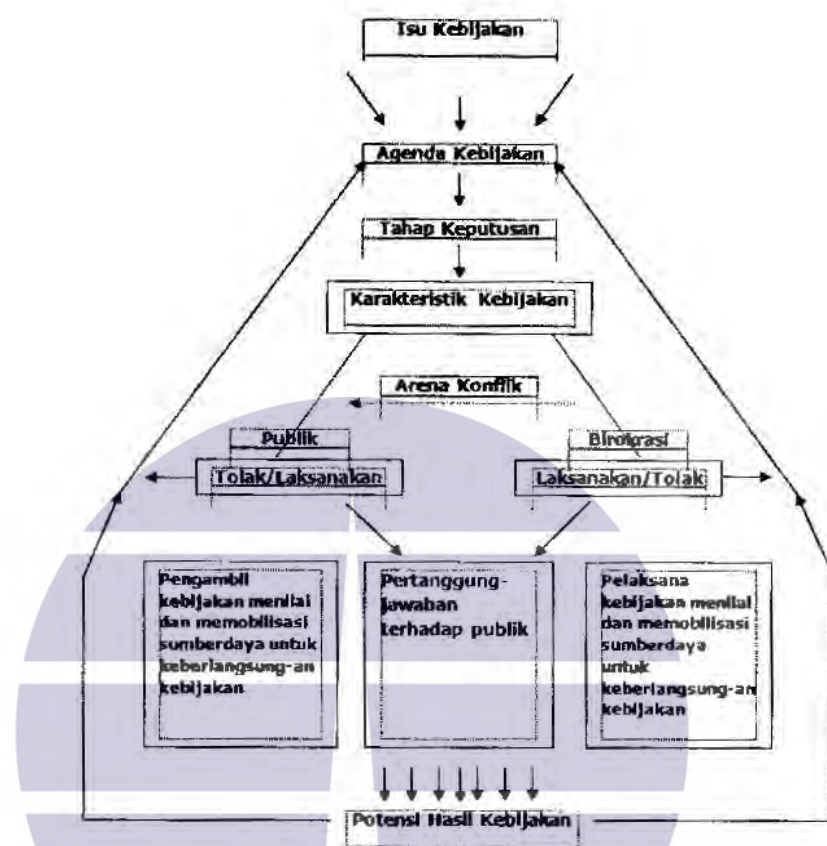 Isu Kebijakan
Agenda Kebijakan
Tahap Keputusan
Karakteristik Kebijakan
Arena Konflik
Publik
Birokrasi
Tolak/Laksanakan
Laksanakan/Tolak
Pengambil
kebijakan menilai
dan memobilisasi
sumberdaya untuk
keberlangsung-an
kebijakan
Pertanggung-
jawaban
terhadap publik
Pelaksana
kebijakan menilai
dan memobilisasi
sumberdaya
untuk
keberlangsung-an
kebijakan
Potensi Hasil Kebijakan